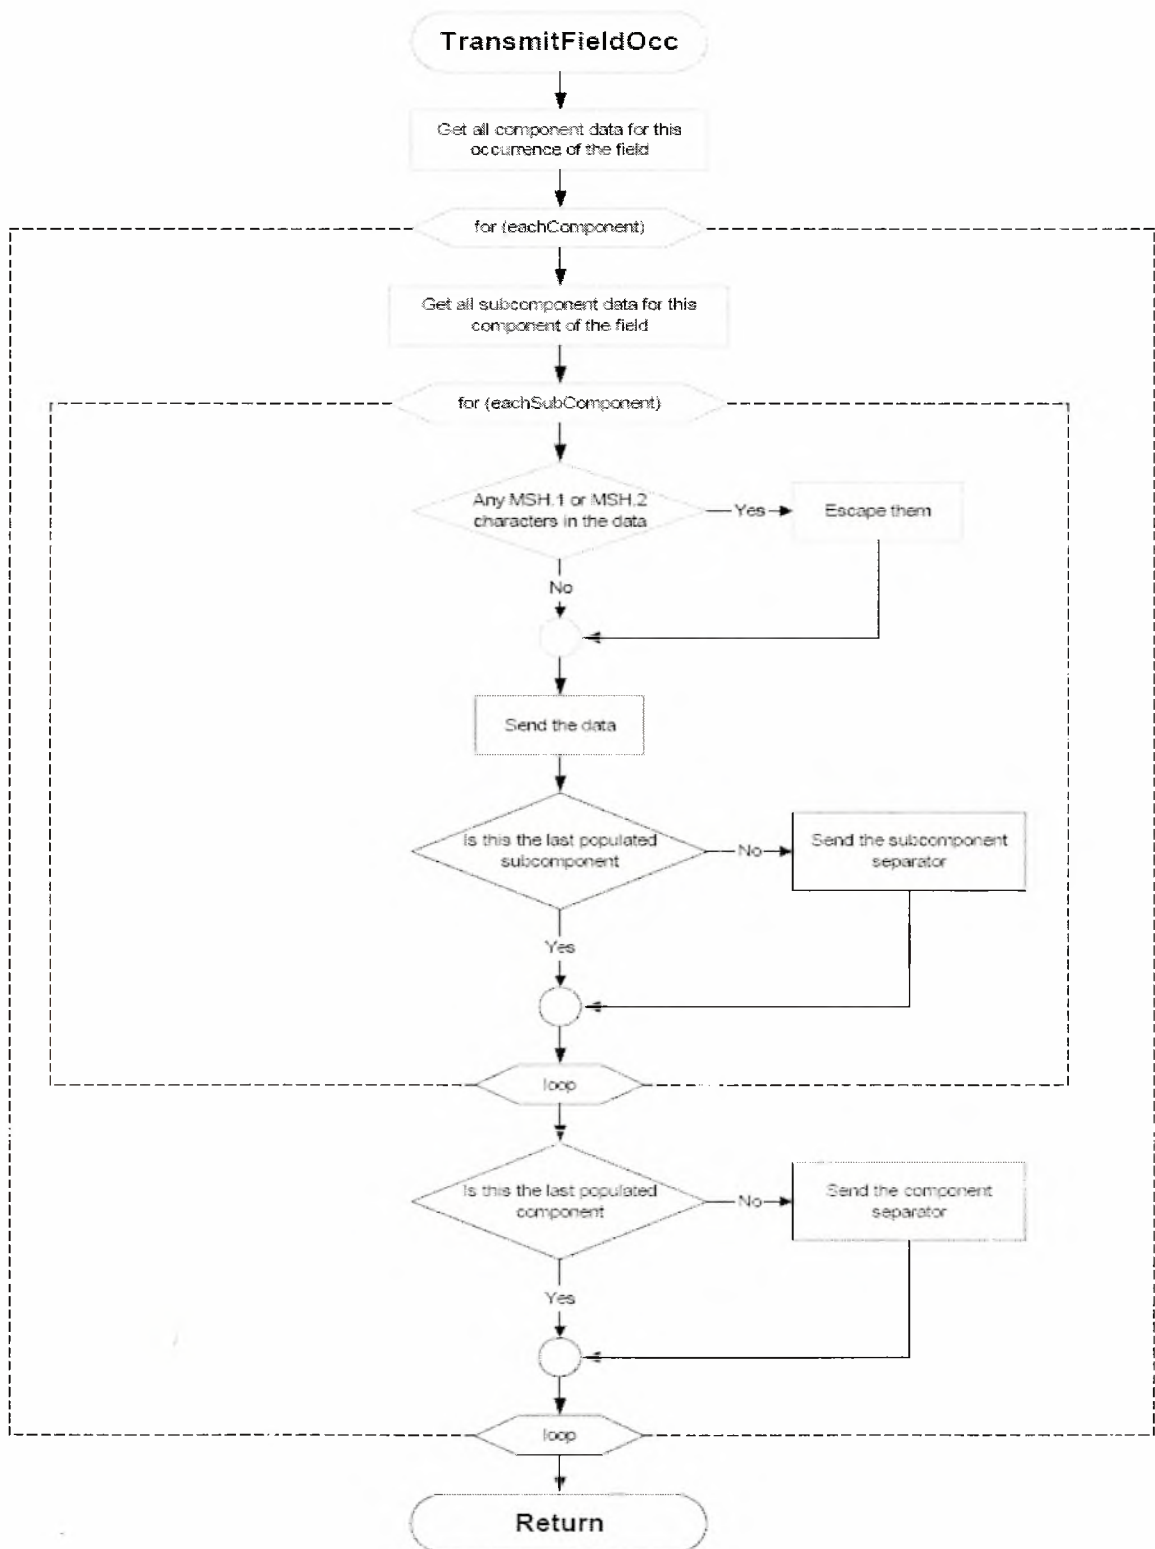 TransmitFieldOcc
Get all component data for this
occurrence of the field
for (eachComponent)
Get all subcomponent data for this
component of the field
for (eachSubComponent)
Any MSH.1 or MSH.2
characters in the data
Yes
Escape them
No
Send the data
Is this the last populated
subcomponent
No
Send the subcomponent
separator
Yes
loop
Is this the last populated
component
No
Send the component
separator
Yes
loop
Return